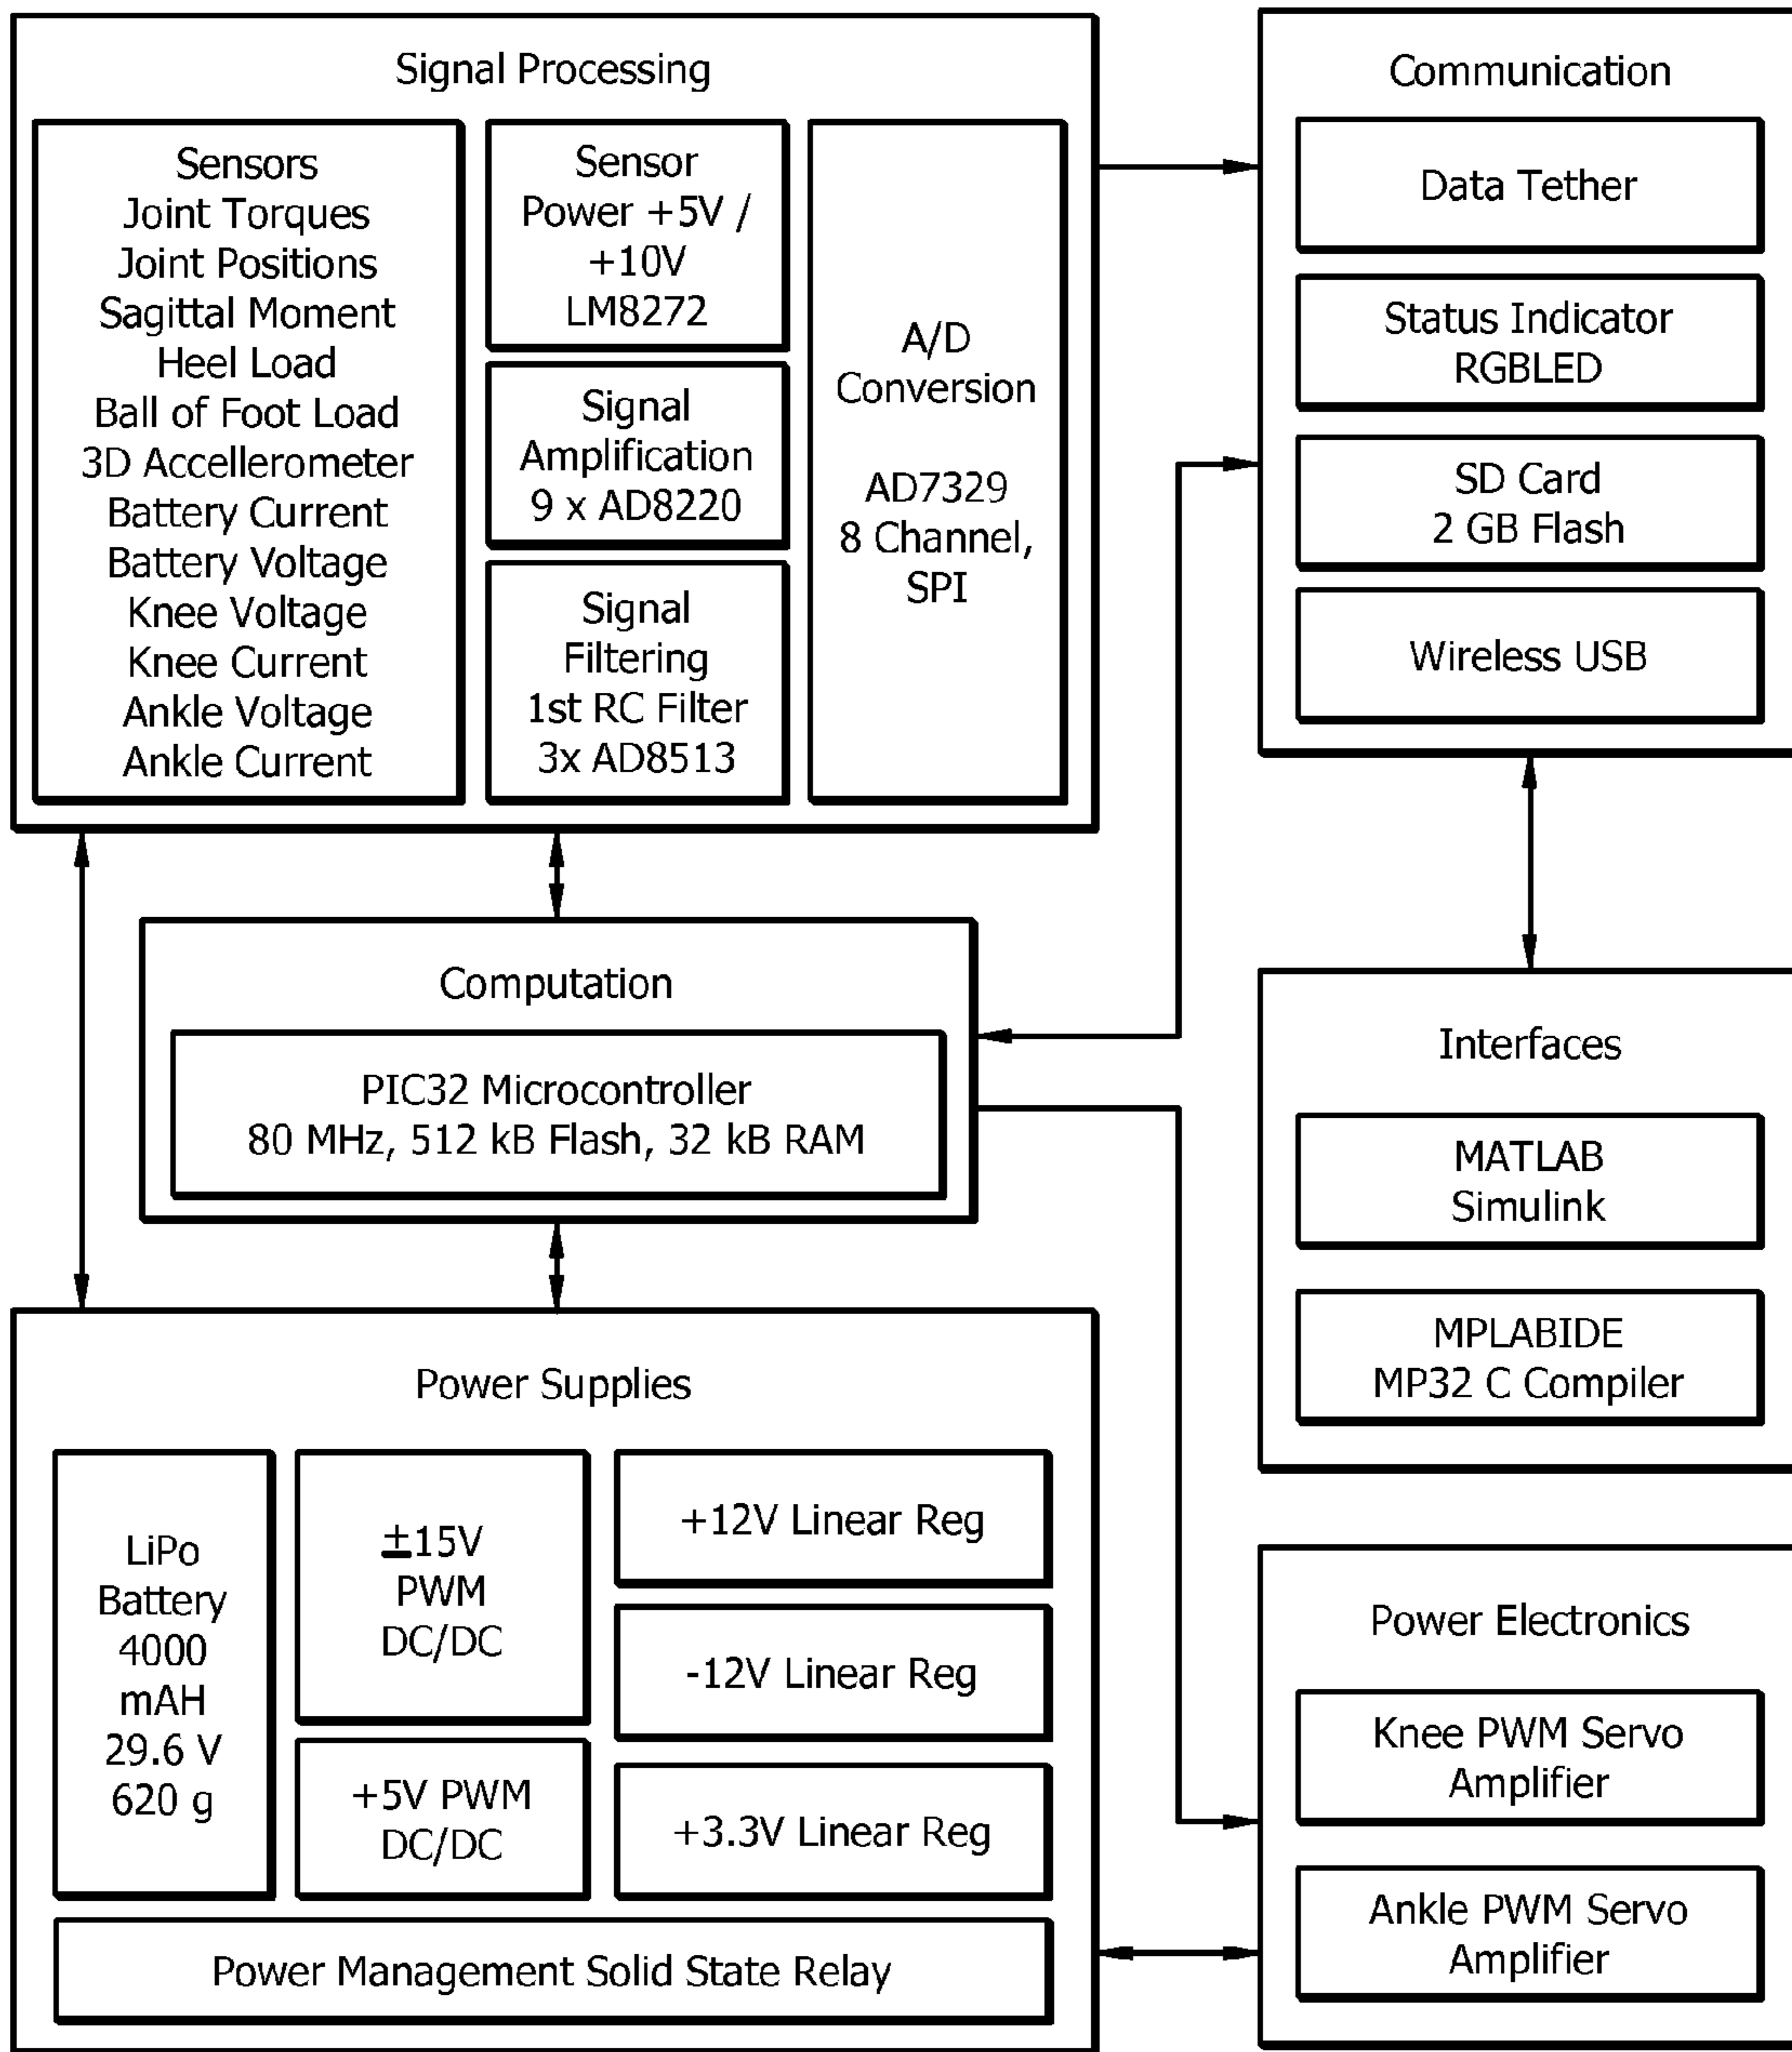 Signal Processing
Sensors
Joint Torques
Joint Positions
Sagittal Moment
Heel Load
Ball of Foot Load
3D Accellerometer
Battery Current
Battery Voltage
Knee Voltage
Knee Current
Ankle Voltage
Ankle Current
Sensor
Power +5V /
+10V
LM8272
Signal
Amplification
9 x AD8220
Signal
Filtering
1st RC Filter
3x AD8513
A/D
Conversion
AD7329
8 Channel,
SPI
Communication
Data Tether
Status Indicator
RGBLED
SD Card
2 GB Flash
Wireless USB
Computation
PIC32 Microcontroller
80 MHz, 512 kB Flash, 32 kB RAM
Interfaces
MATLAB
Simulink
MPLABIDE
MP32 C Compiler
Power Supplies
LiPo
Battery
4000
mAH
29.6 V
620 g
±15V
PWM
DC/DC
+5V PWM
DC/DC
+12V Linear Reg
-12V Linear Reg
+3.3V Linear Reg
Power Management Solid State Relay
Power Electronics
Knee PWM Servo
Amplifier
Ankle PWM Servo
Amplifier